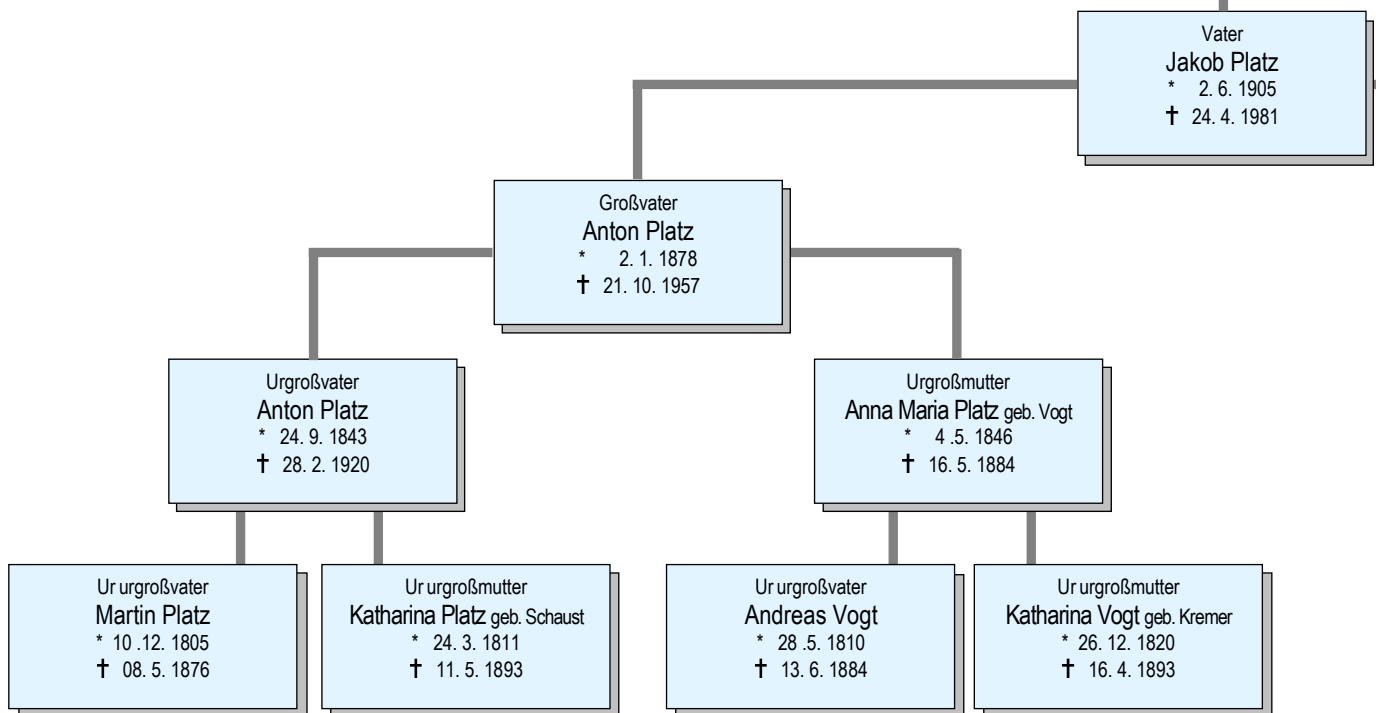 Vater
Jakob Platz
* 2. 6. 1905
† 24. 4. 1981
Großvater
Anton Platz
* 2. 1. 1878
† 21. 10. 1957
Urgroßvater
Anton Platz
* 24. 9. 1843
† 28. 2. 1920
Urgroßmutter
Anna Maria Platz geb. Vogt
* 4 .5. 1846
† 16. 5. 1884
Ur urgroßvater
Martin Platz
* 10 .12. 1805
† 08. 5. 1876
Ur urgroßmutter
Katharina Platz geb. Schaust
* 24. 3. 1811
† 11. 5. 1893
Ur urgroßvater
Andreas Vogt
* 28 .5. 1810
† 13. 6. 1884
Ur urgroßmutter
Katharina Vogt geb. Kremer
* 26. 12. 1820
† 16. 4. 1893